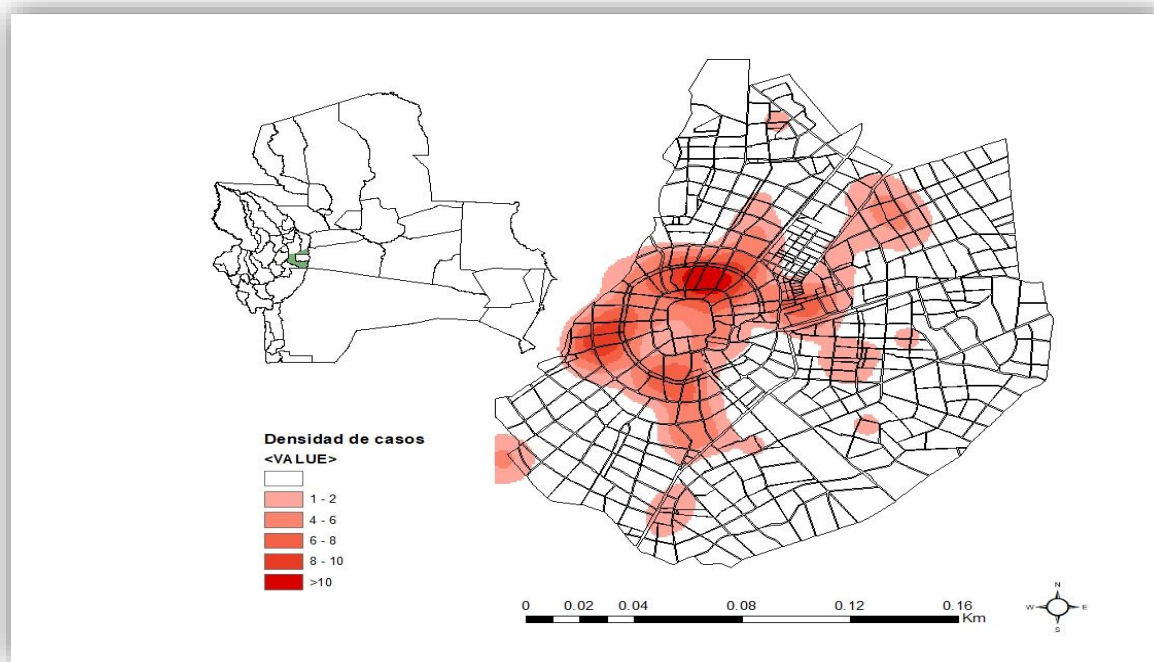 Densidad de casos
<VALUE>
1 - 2
4 - 6
6 - 8
8 - 10
>10
0 0.02 0.04 0.08 0.12 0.16
Km
N
W E
S